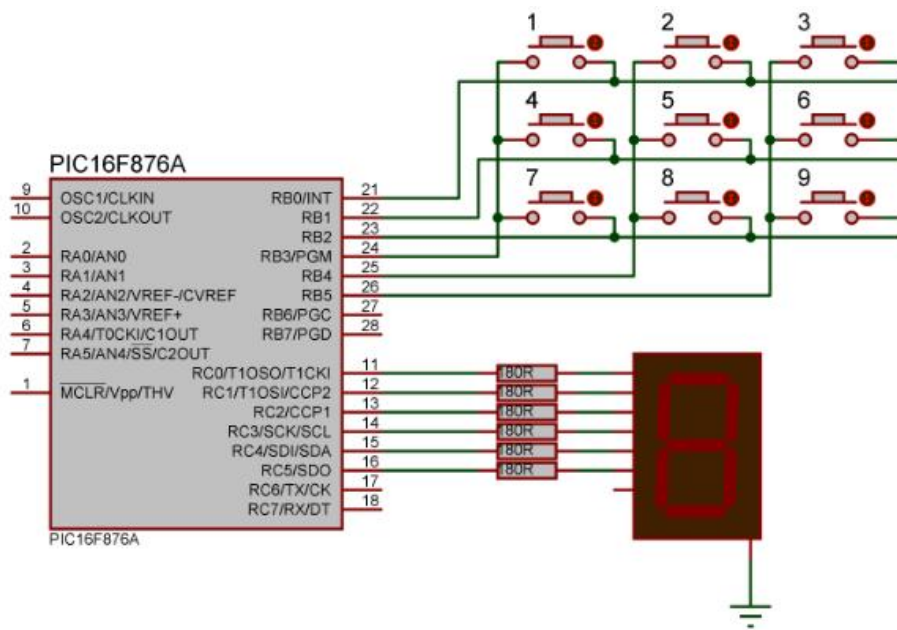 1 2 3
4 5 6
7 8 9
PIC16F876A
9 OSC1/CLKIN RB0/INT 21
10 OSC2/CLKOUT RB1 22
RB2 23
2 RA0/AN0 RB3/PGM 24
3 RA1/AN1 RB4 25
4 RA2/AN2/VREF-/CVREF RB5 26
5 RA3/AN3/VREF+ RB6/PGC 27
6 RA4/T0CKI/C1OUT RB7/PGD 28
7 RA5/AN4/SS/C2OUT
RC0/T1OSO/T1CKI 11 180R
1 MCLR/Vpp/THV RC1/T1OSI/CCP2 12 180R
RC2/CCP1 13 180R
RC3/SCK/SCL 14 180R
RC4/SDI/SDA 15 180R
RC5/SDO 16 180R
RC6/TX/CK 17
RC7/RX/DT 18
PIC16F876A
8